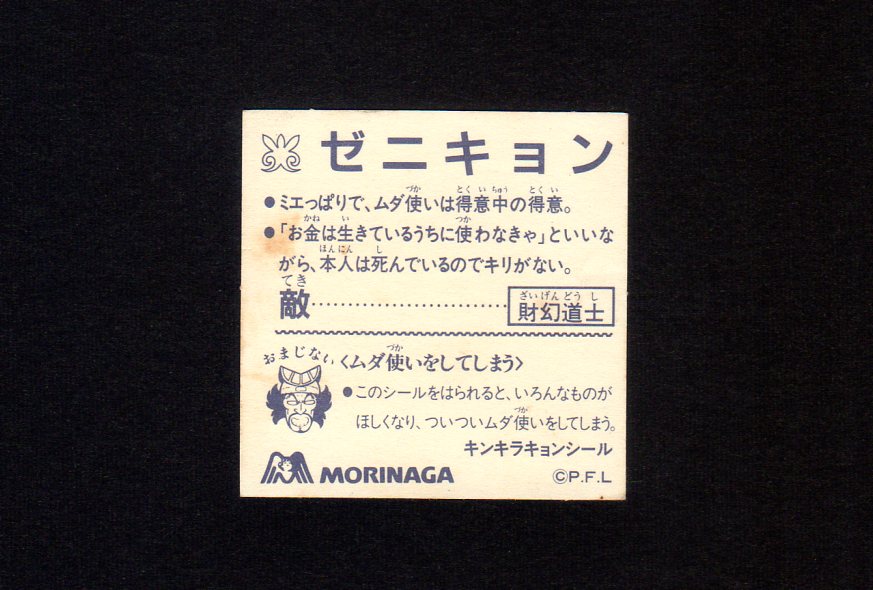 ゼニキョン
●ミエっぱりで、ムダ使いは得意中の得意。
●「お金は生きているうちに使わなきゃ」といいな
がら、本人は死んでいるのでキリがない。
敵……………………財幻道士
おまじない〈ムダ使いをしてしまう〉
●このシールをはられると、いろんなものが
ほしくなり、ついついムダ使いをしてしまう。
キンキラキョンシール
MORINAGA ©P.F.L